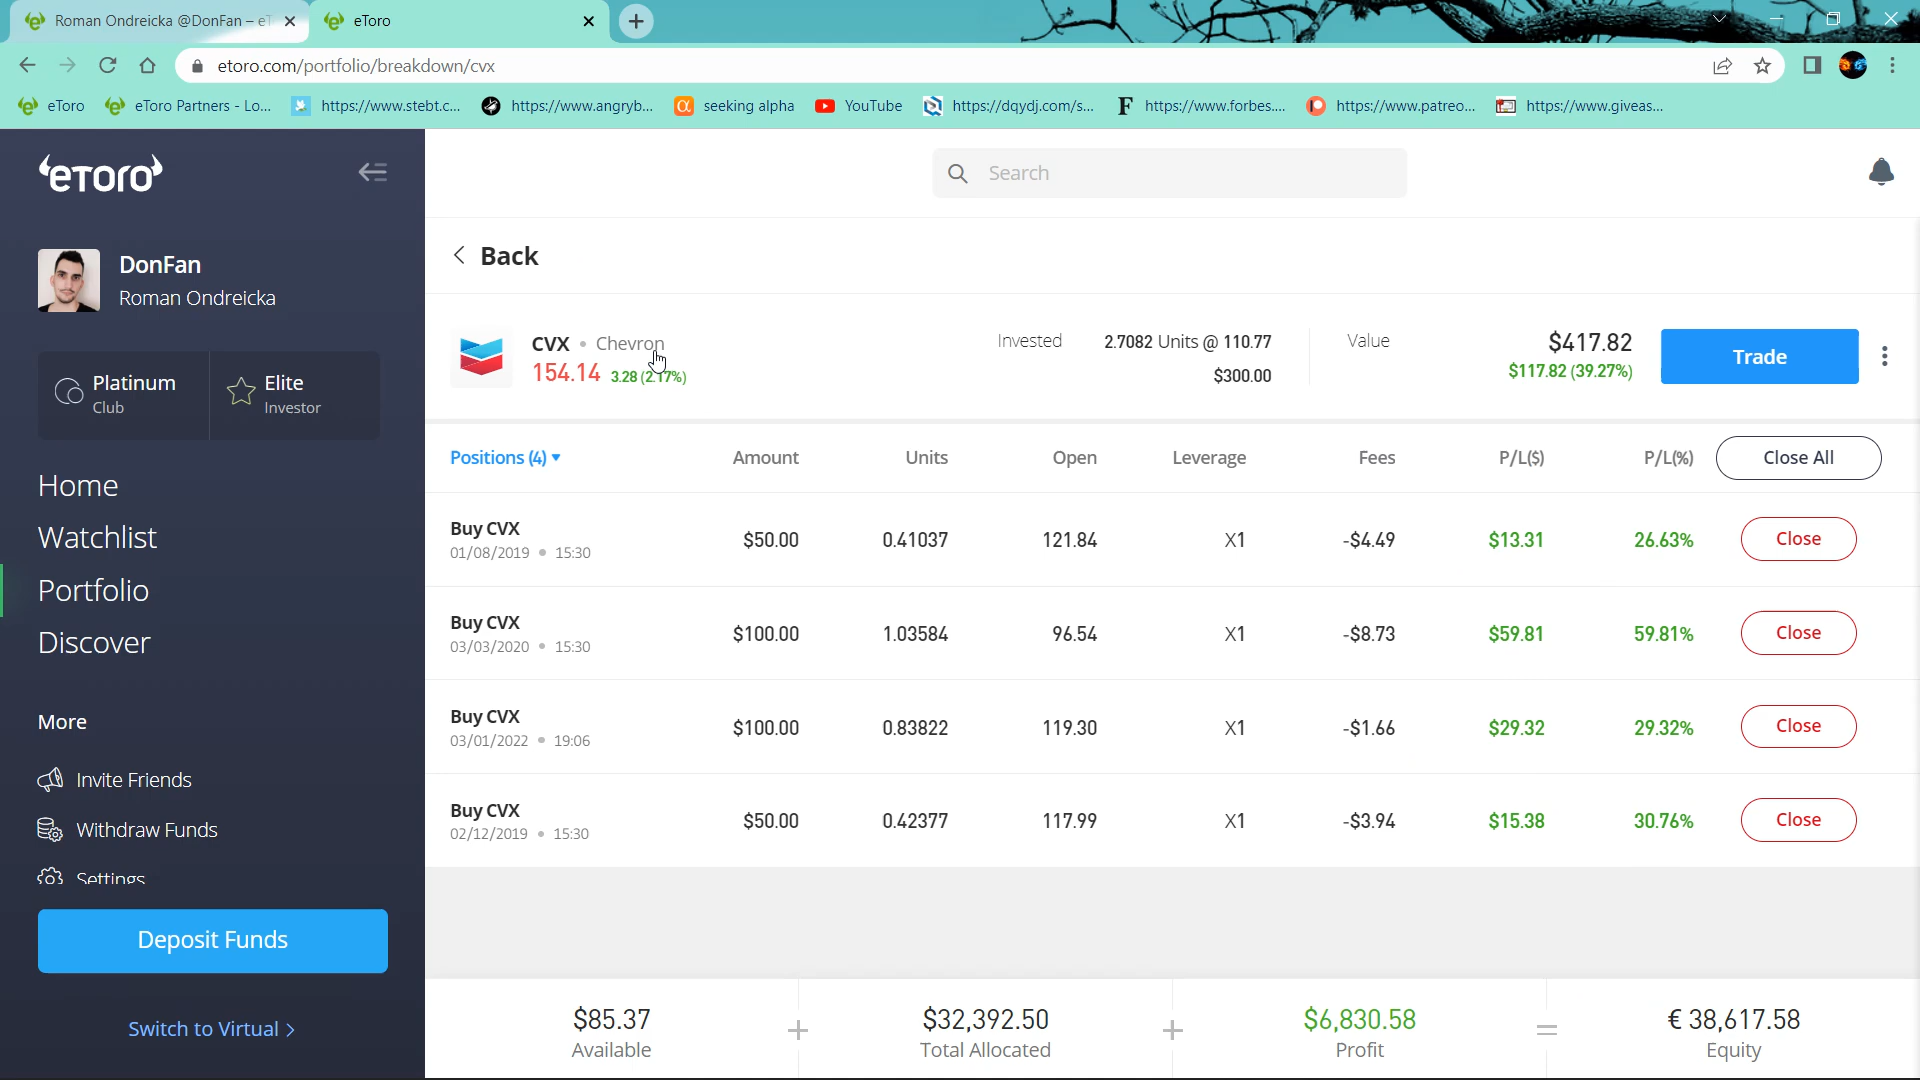 Roman Ondreicka @DonFan – eT
eToro
etoro.com/portfolio/breakdown/cvx
eToro
eToro Partners - Lo...
https://www.stebt.c...
https://www.angryb...
seeking alpha
YouTube
https://dqydj.com/s...
https://www.forbes....
https://www.patreo...
https://www.giveas...
eToro
Search
DonFan
Roman Ondreicka
Platinum
Club
Elite
Investor
Home
Watchlist
Portfolio
Discover
More
Invite Friends
Withdraw Funds
Settings
Deposit Funds
Switch to Virtual >
Back
CVX • Chevron
154.14 3.28 (2.17%)
Invested 2.7082 Units @ 110.77
$300.00
Value $417.82
$117.82 (39.27%)
Trade
Positions (4) Amount Units Open Leverage Fees P/L($) P/L(%) Close All
Buy CVX
01/08/2019 • 15:30
$50.00 0.41037 121.84 X1 -$4.49 $13.31 26.63% Close
Buy CVX
03/03/2020 • 15:30
$100.00 1.03584 96.54 X1 -$8.73 $59.81 59.81% Close
Buy CVX
03/01/2022 • 19:06
$100.00 0.83822 119.30 X1 -$1.66 $29.32 29.32% Close
Buy CVX
02/12/2019 • 15:30
$50.00 0.42377 117.99 X1 -$3.94 $15.38 30.76% Close
$85.37 + $32,392.50 + $6,830.58 = € 38,617.58
Available Total Allocated Profit Equity